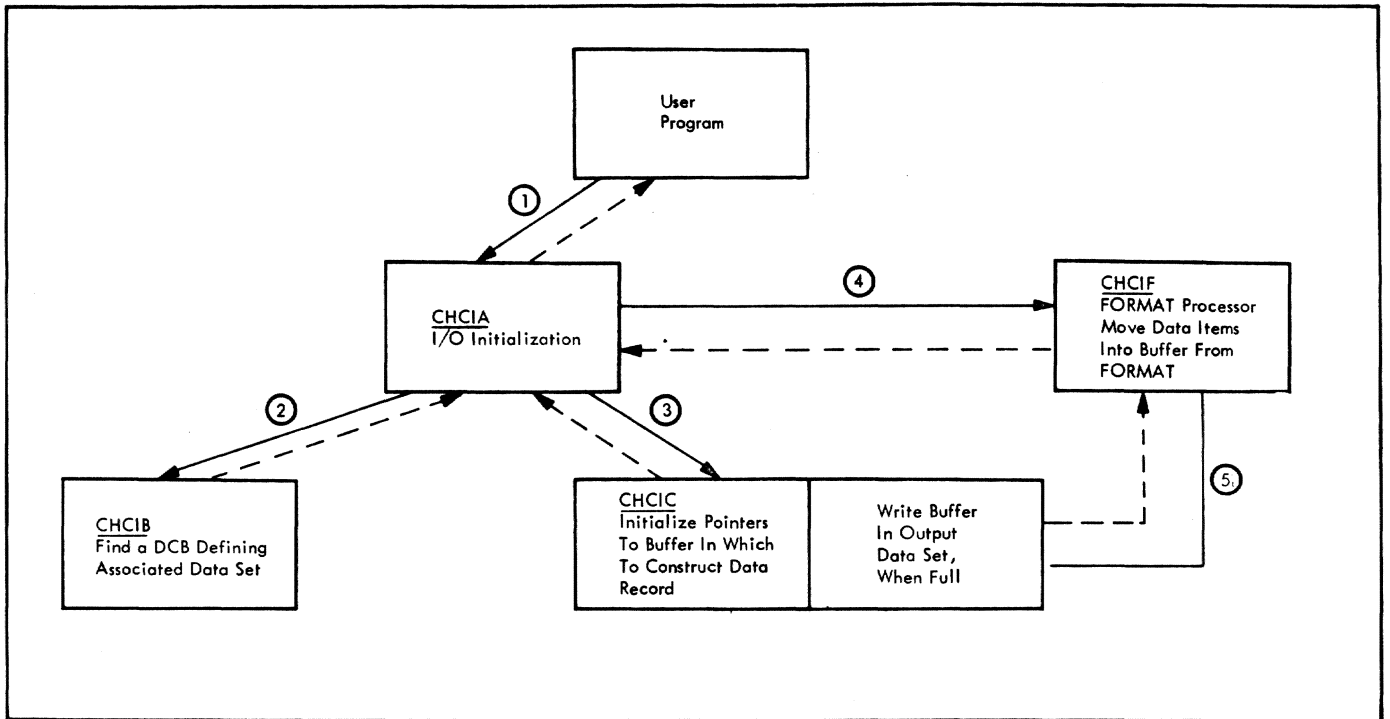 User
Program
1
4
CHCIA
I/O Initialization
CHCIF
FORMAT Processor
Move Data Items
Into Buffer From
FORMAT
2
3
5
CHCIB
Find a DCB Defining
Associated Data Set
CHCIC
Initialize Pointers
To Buffer In Which
To Construct Data
Record
Write Buffer
In Output
Data Set,
When Full